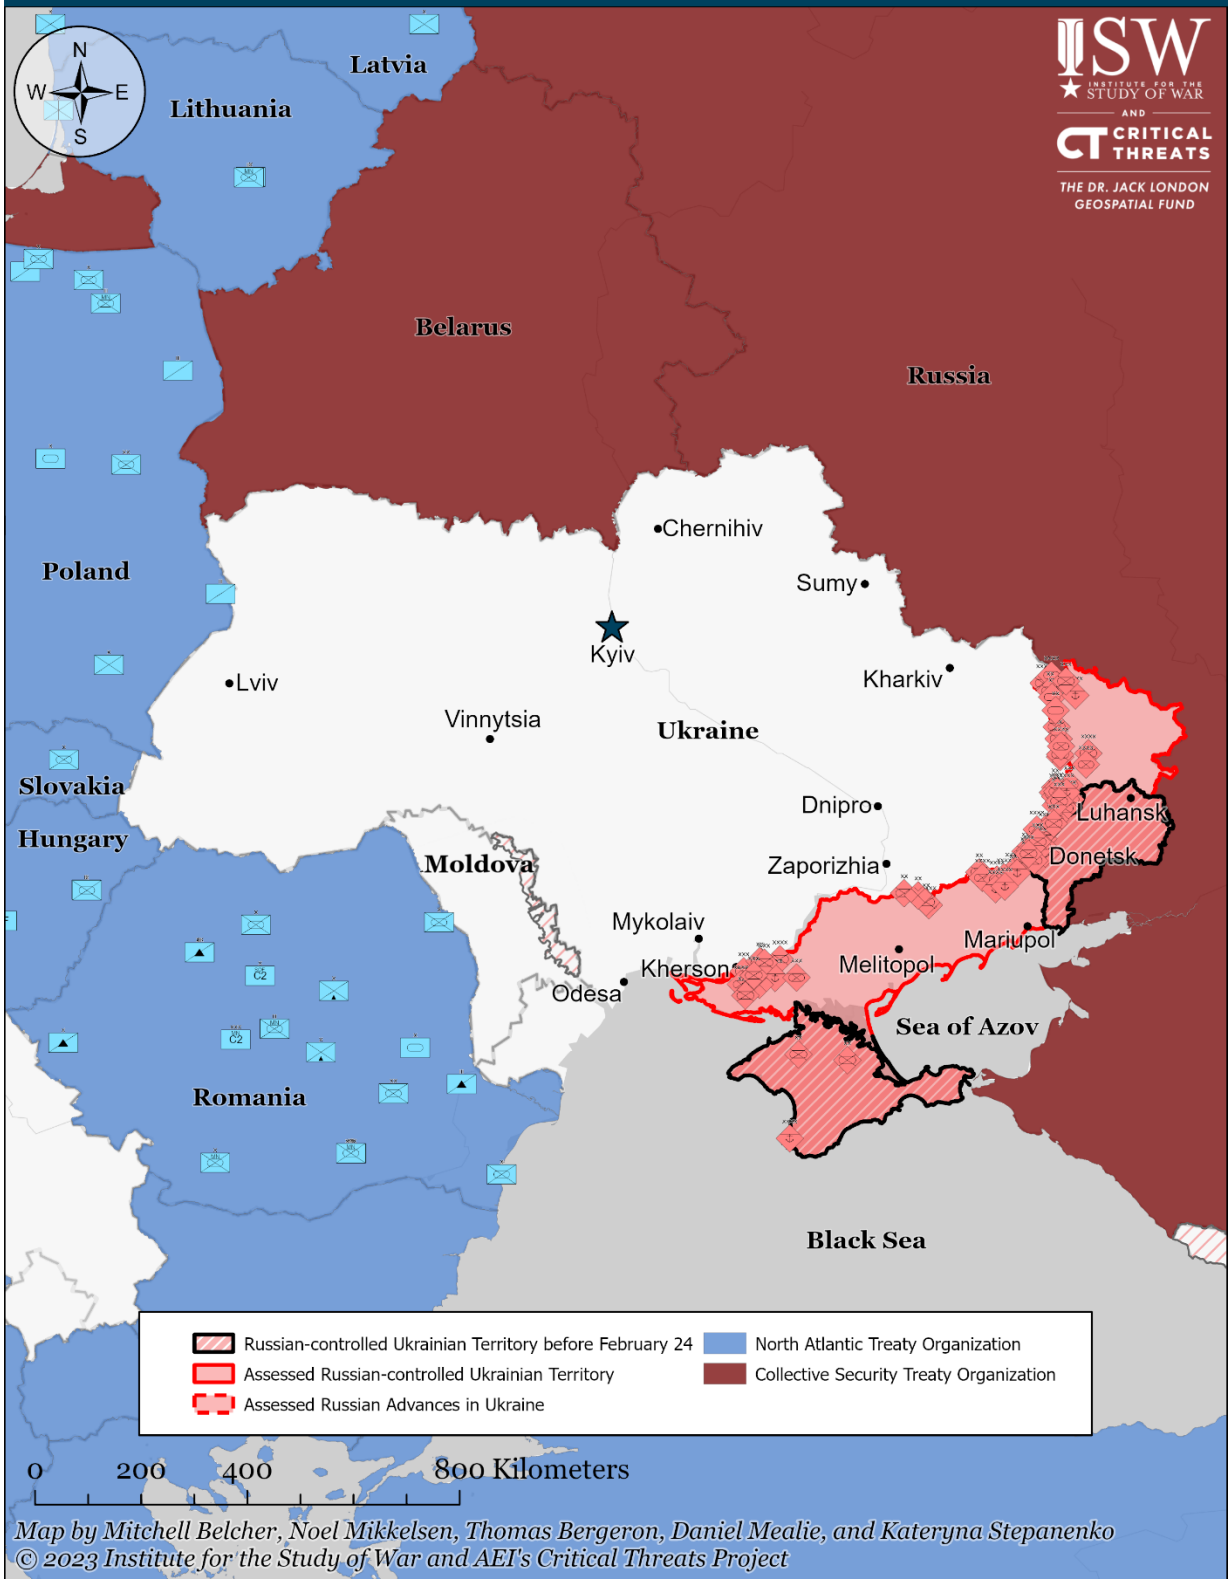 N
W E
S
Latvia
Lithuania
ISW
INSTITUTE FOR THE
STUDY OF WAR
AND
CT CRITICAL
THREATS
THE DR. JACK LONDON
GEOSPATIAL FUND
Belarus
Russia
Chernihiv
Sumy
Poland
Kyiv
Kharkiv
Lviv
Vinnytsia
Ukraine
Slovakia
Dnipro
Luhansk
Hungary
Donetsk
Moldova
Zaporizhia
Mykolaiv
Mariupol
Kherson
Melitopol
C2
Odesa
Sea of Azov
C2
Romania
Black Sea
Russian-controlled Ukrainian Territory before February 24
North Atlantic Treaty Organization
Assessed Russian-controlled Ukrainian Territory
Collective Security Treaty Organization
Assessed Russian Advances in Ukraine
0 200 400 800 Kilometers
Map by Mitchell Belcher, Noel Mikkelsen, Thomas Bergeron, Daniel Mealie, and Kateryna Stepanenko
© 2023 Institute for the Study of War and AEI's Critical Threats Project